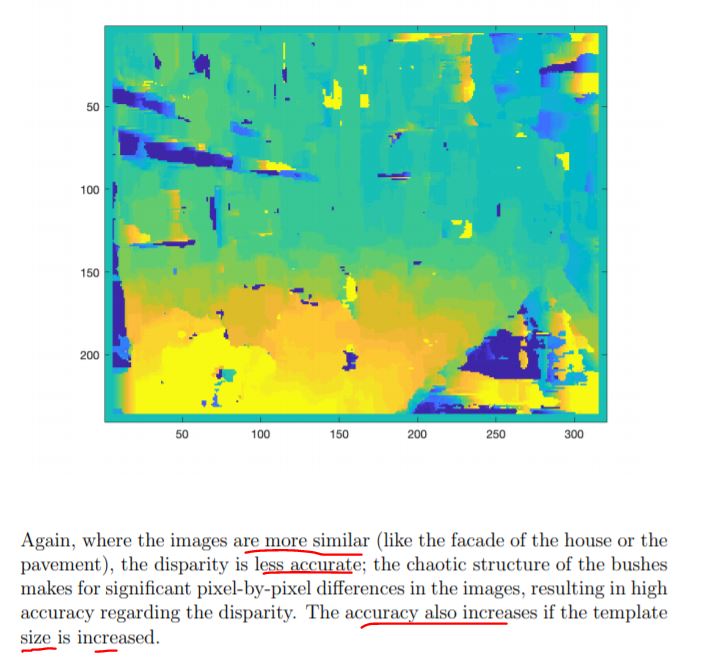 50
100
150
200
50 100 150 200 250 300
Again, where the images are more similar (like the facade of the house or the
pavement), the disparity is less accurate; the chaotic structure of the bushes
makes for significant pixel-by-pixel differences in the images, resulting in high
accuracy regarding the disparity. The accuracy also increases if the template
size is increased.